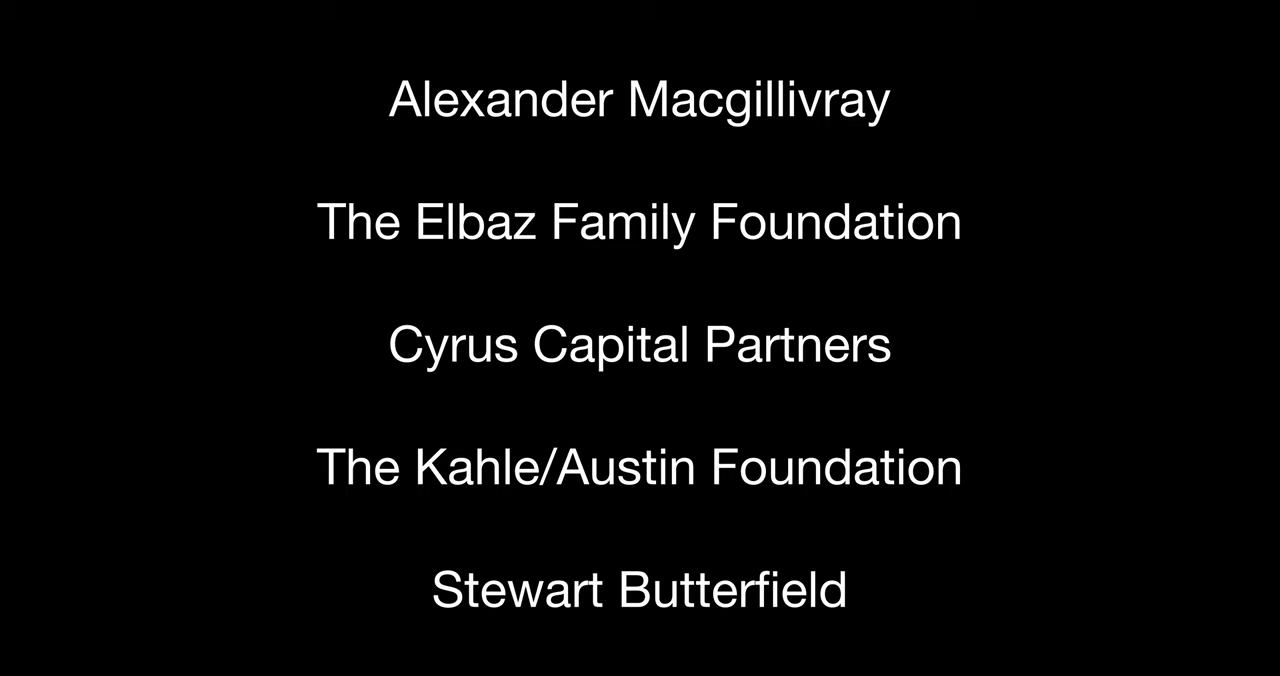 Alexander Macgillivray
The Elbaz Family Foundation
Cyrus Capital Partners
The Kahle/Austin Foundation
Stewart Butterfield